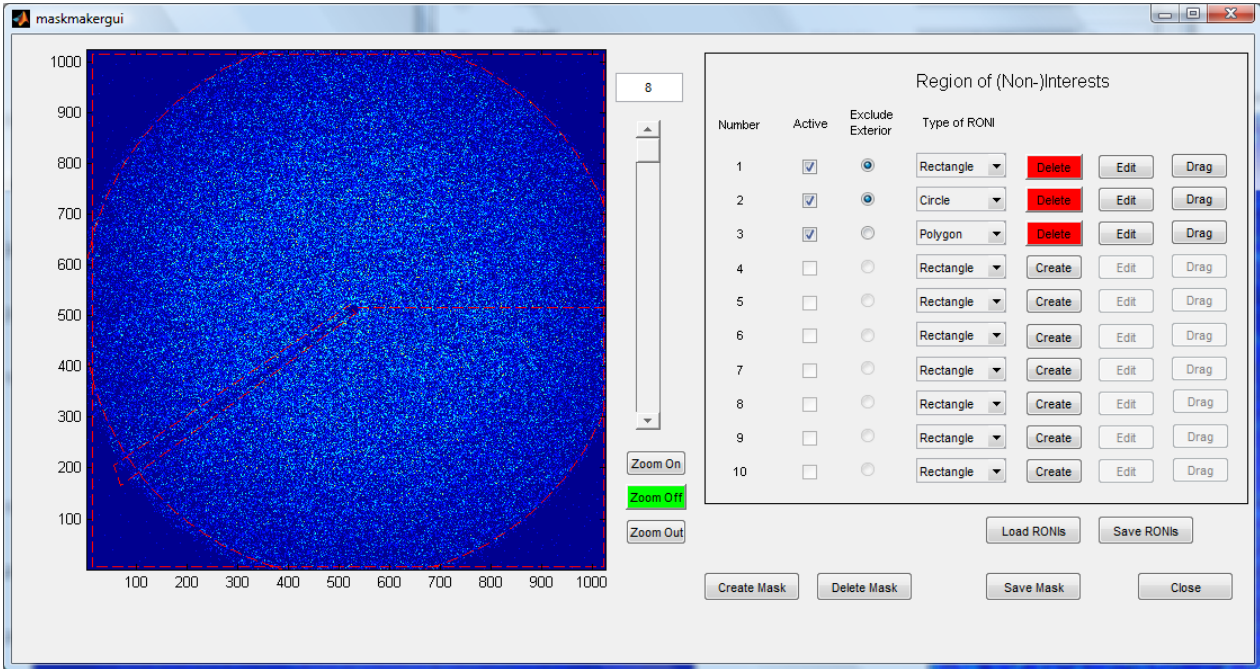 maskmakergui
1000
900
800
700
600
500
400
300
200
100
100 200 300 400 500 600 700 800 900 1000
8
Zoom On
Zoom Off
Zoom Out
Region of (Non-)Interests
Number Active Exclude Exterior Type of RONI
1 Rectangle Delete Edit Drag
2 Circle Delete Edit Drag
3 Polygon Delete Edit Drag
4 Rectangle Create Edit Drag
5 Rectangle Create Edit Drag
6 Rectangle Create Edit Drag
7 Rectangle Create Edit Drag
8 Rectangle Create Edit Drag
9 Rectangle Create Edit Drag
10 Rectangle Create Edit Drag
Load RONIs Save RONIs
Create Mask Delete Mask Save Mask Close